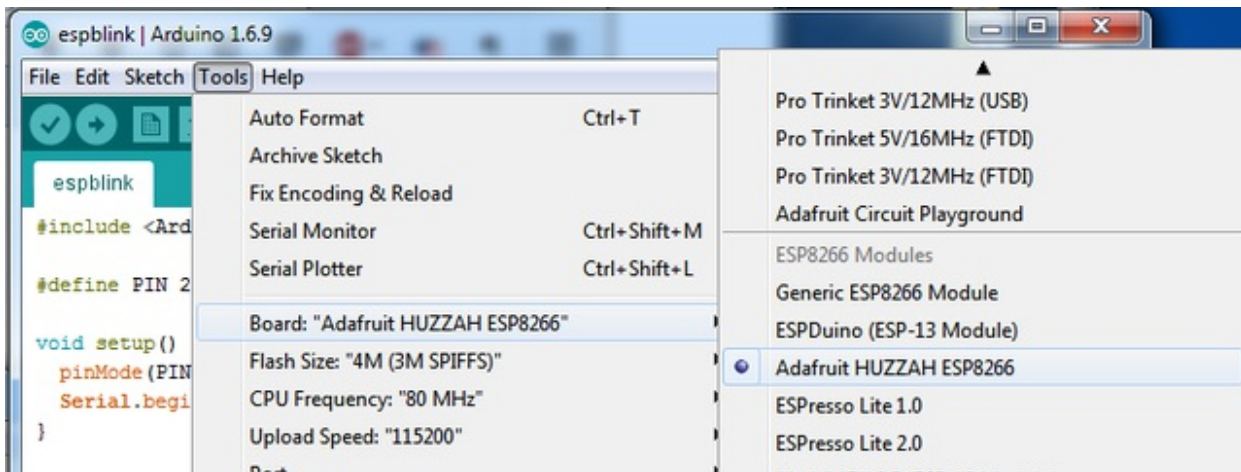 espblink | Arduino 1.6.9
File Edit Sketch Tools Help
espblink
#include <Ard
#define PIN 2
void setup()
pinMode(PIN
Serial.begi
}
Auto Format Ctrl+T
Archive Sketch
Fix Encoding & Reload
Serial Monitor Ctrl+Shift+M
Serial Plotter Ctrl+Shift+L
Board: "Adafruit HUZZAH ESP8266"
Flash Size: "4M (3M SPIFFS)"
CPU Frequency: "80 MHz"
Upload Speed: "115200"
Port
Pro Trinket 3V/12MHz (USB)
Pro Trinket 5V/16MHz (FTDI)
Pro Trinket 3V/12MHz (FTDI)
Adafruit Circuit Playground
ESP8266 Modules
Generic ESP8266 Module
ESPDuino (ESP-13 Module)
Adafruit HUZZAH ESP8266
ESPresso Lite 1.0
ESPresso Lite 2.0